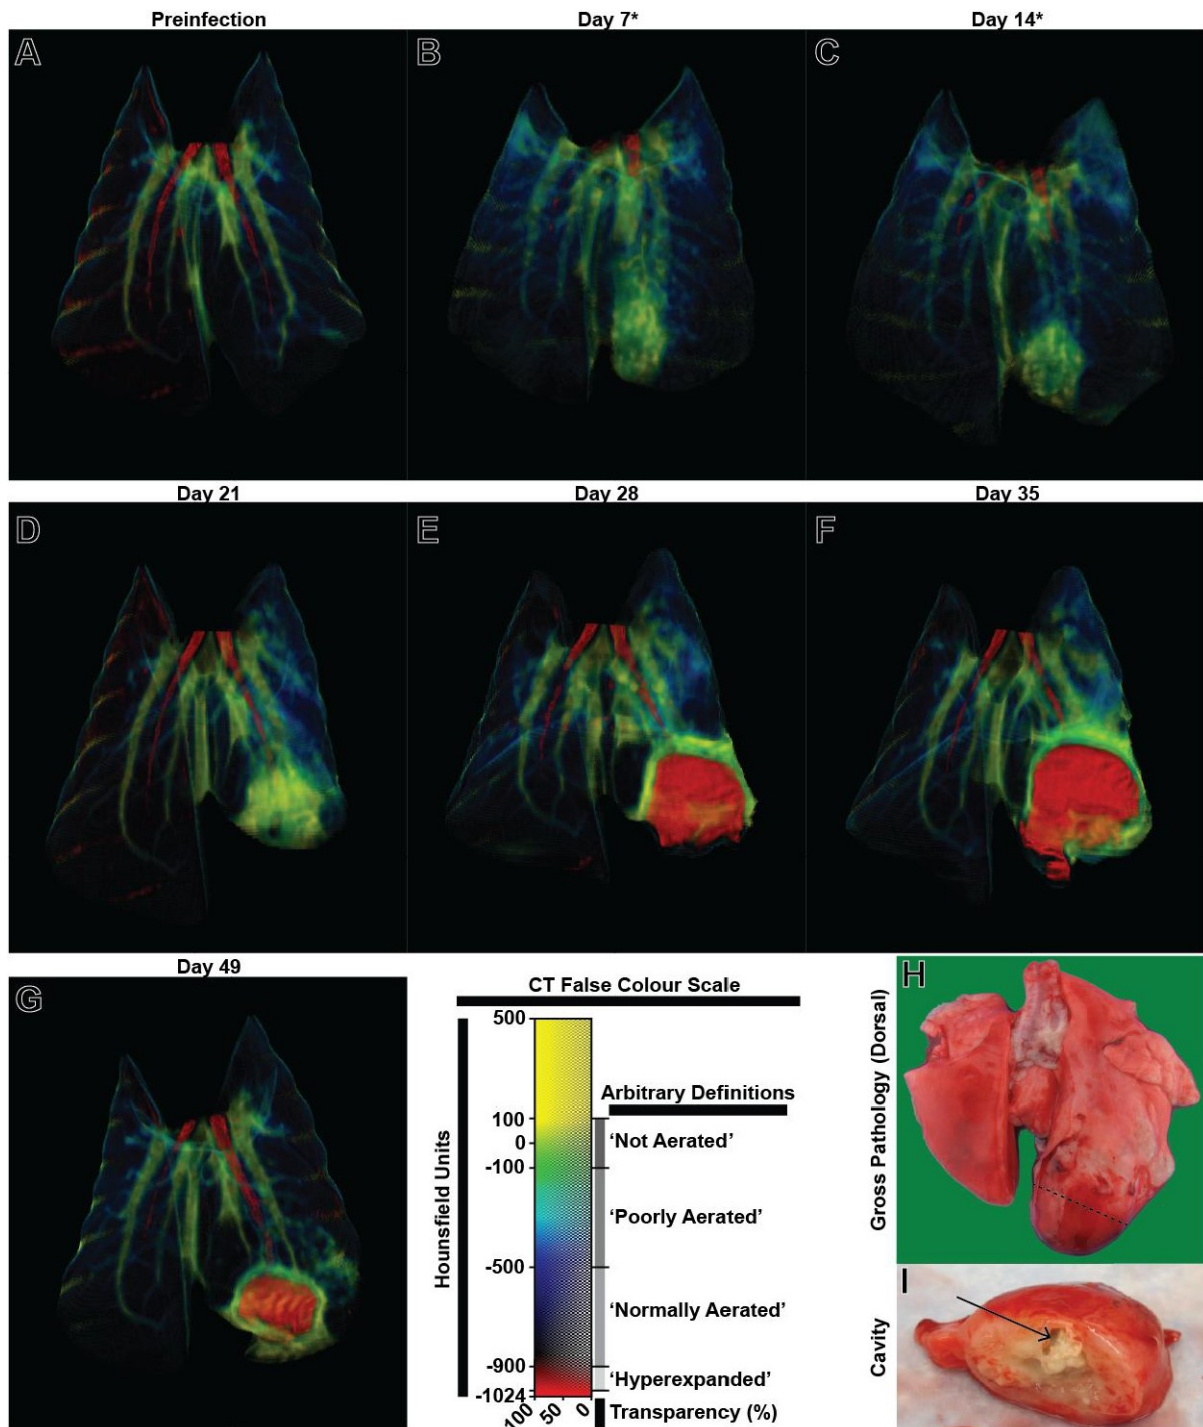 Preinfection
Day 7*
Day 14*
A
B
C
Day 21
Day 28
Day 35
D
E
F
Day 49
G
CT False Colour Scale
Hounsfield Units
500
100
0
-100
-500
-900
-1024
100
50
0
Transparency (%)
Arbitrary Definitions
'Not Aerated'
'Poorly Aerated'
'Normally Aerated'
'Hyperexpanded'
H
Gross Pathology (Dorsal)
I
Cavity